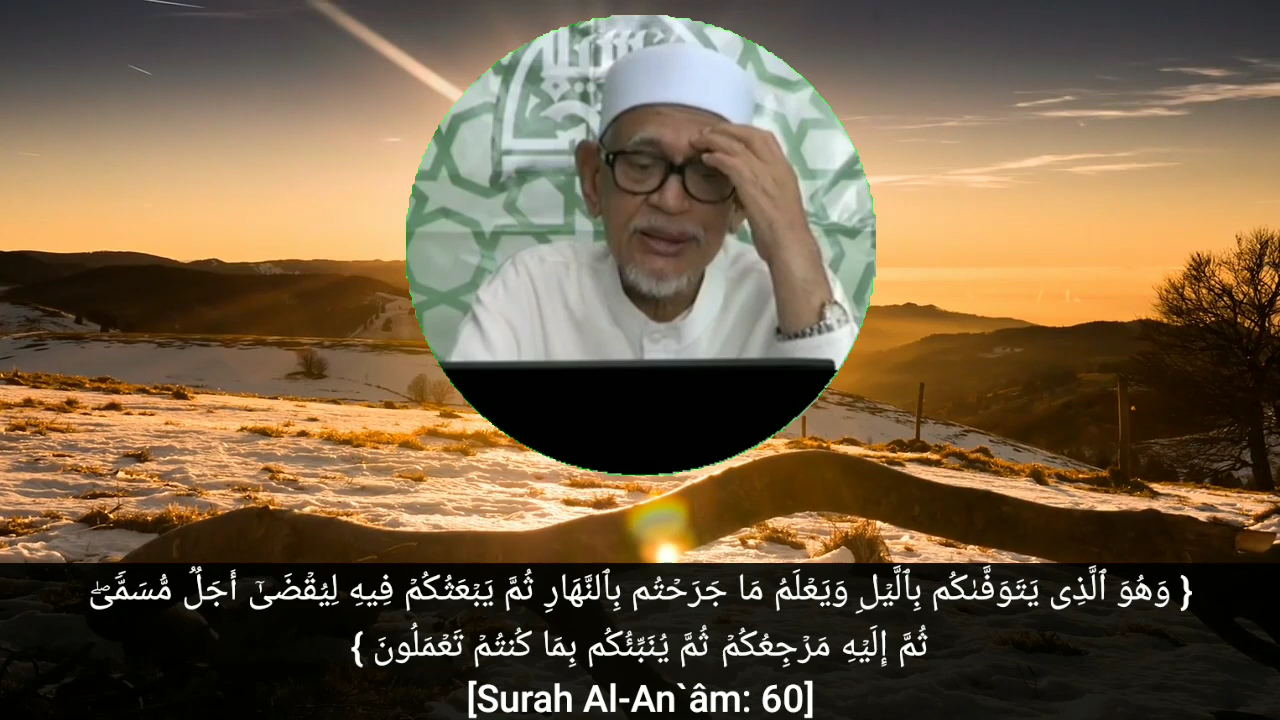 { وَهُوَ ٱلَّذِى يَتَوَفَّىٰكُم بِٱلَّيۡلِ وَيَعۡلَمُ مَا جَرَحۡتُم بِٱلنَّهَارِ ثُمَّ يَبۡعَثُكُمۡ فِيهِ لِيُقۡضَىٰٓ أَجَلࣱ مُّسَمࣰّىۖ
ثُمَّ إِلَيۡهِ مَرۡجِعُكُمۡ ثُمَّ يُنَبِّئُكُم بِمَا كُنتُمۡ تَعۡمَلُونَ }
[Surah Al-An`âm: 60]